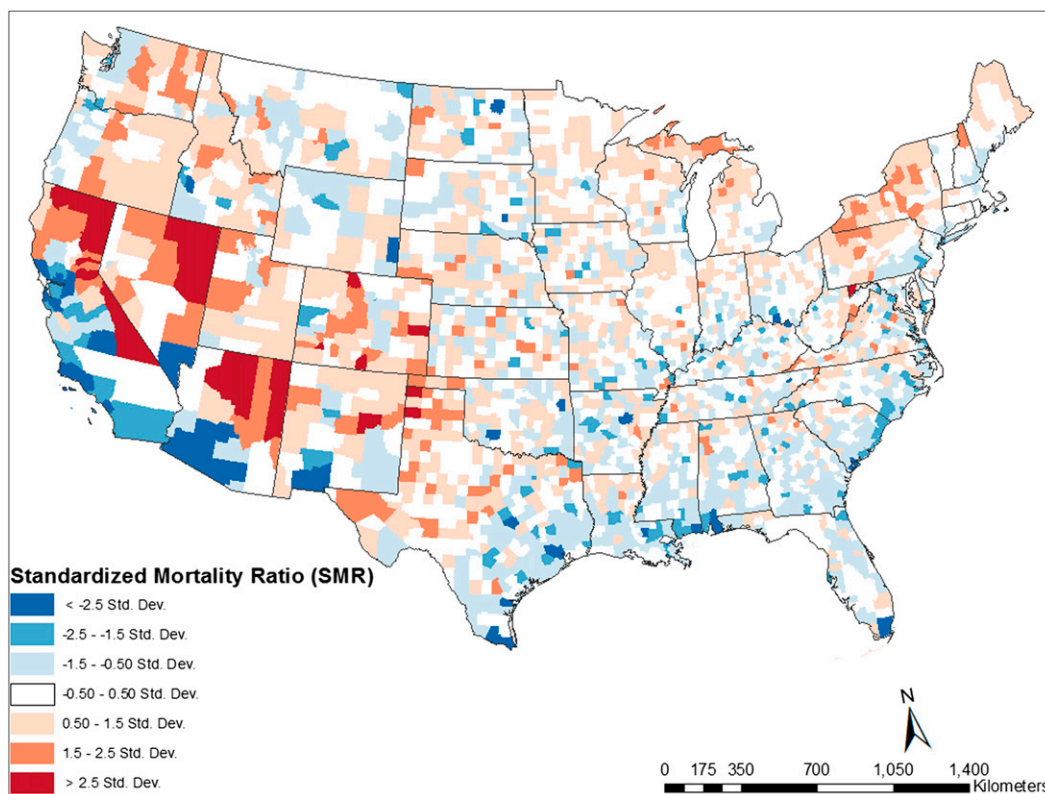 Standardized Mortality Ratio (SMR)
< -2.5 Std. Dev.
-2.5 - -1.5 Std. Dev.
-1.5 - -0.50 Std. Dev.
-0.50 - 0.50 Std. Dev.
0.50 - 1.5 Std. Dev.
1.5 - 2.5 Std. Dev.
> 2.5 Std. Dev.
N
0 175 350 700 1,050 1,400
Kilometers